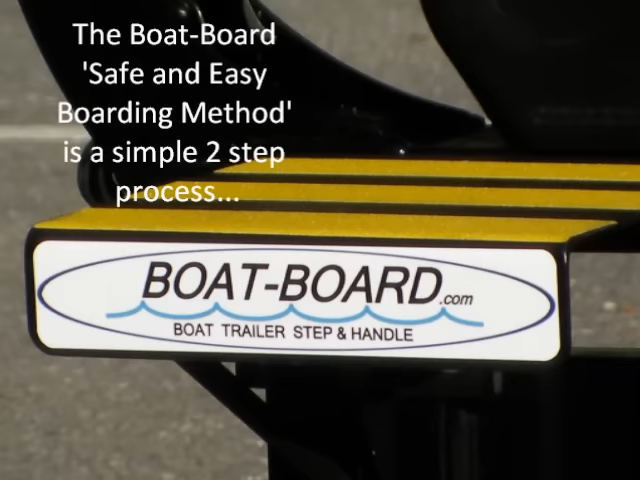 The Boat-Board
'Safe and Easy
Boarding Method'
is a simple 2 step
process...
BOAT-BOARD.com
BOAT TRAILER STEP & HANDLE